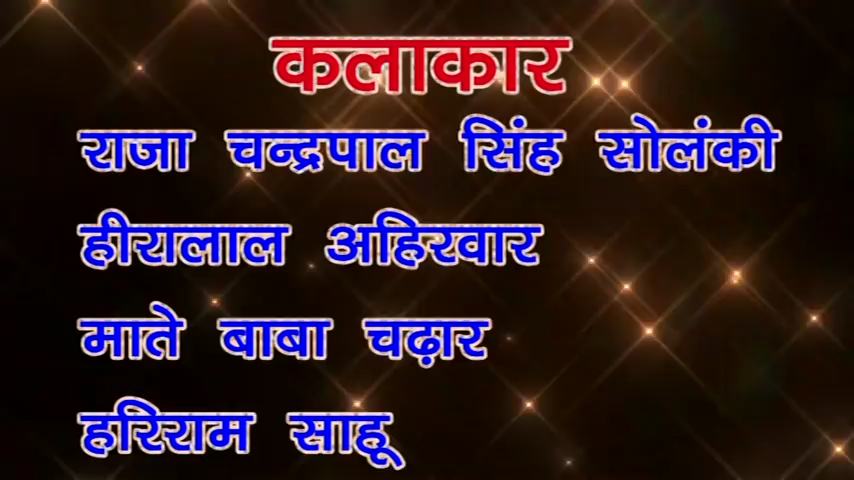 कलाकार
राजा चन्द्रपाल सिंह सोलंकी
हीरालाल अहिरवार
माते बाबा चढ़ार
हरिराम साहू